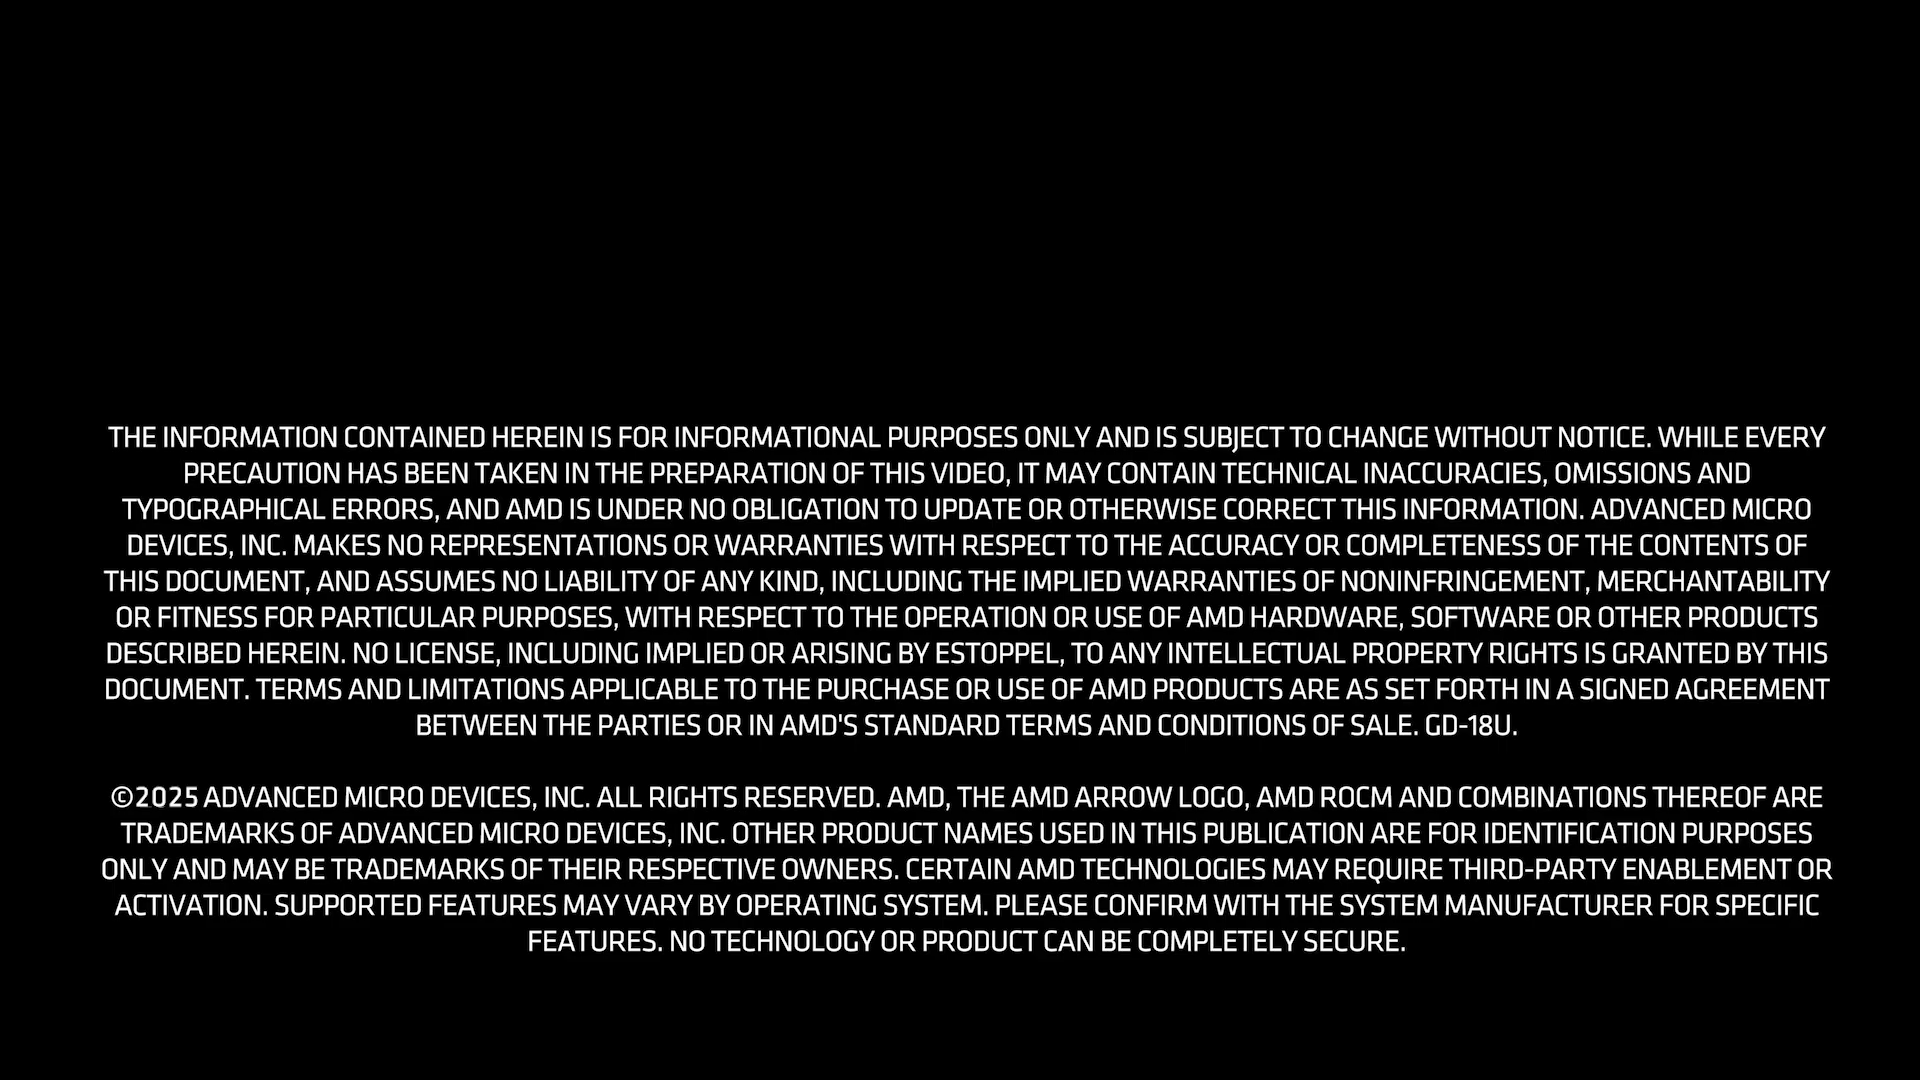 THE INFORMATION CONTAINED HEREIN IS FOR INFORMATIONAL PURPOSES ONLY AND IS SUBJECT TO CHANGE WITHOUT NOTICE. WHILE EVERY
PRECAUTION HAS BEEN TAKEN IN THE PREPARATION OF THIS VIDEO, IT MAY CONTAIN TECHNICAL INACCURACIES, OMISSIONS AND
TYPOGRAPHICAL ERRORS, AND AMD IS UNDER NO OBLIGATION TO UPDATE OR OTHERWISE CORRECT THIS INFORMATION. ADVANCED MICRO
DEVICES, INC. MAKES NO REPRESENTATIONS OR WARRANTIES WITH RESPECT TO THE ACCURACY OR COMPLETENESS OF THE CONTENTS OF
THIS DOCUMENT, AND ASSUMES NO LIABILITY OF ANY KIND, INCLUDING THE IMPLIED WARRANTIES OF NONINFRINGEMENT, MERCHANTABILITY
OR FITNESS FOR PARTICULAR PURPOSES, WITH RESPECT TO THE OPERATION OR USE OF AMD HARDWARE, SOFTWARE OR OTHER PRODUCTS
DESCRIBED HEREIN. NO LICENSE, INCLUDING IMPLIED OR ARISING BY ESTOPPEL, TO ANY INTELLECTUAL PROPERTY RIGHTS IS GRANTED BY THIS
DOCUMENT. TERMS AND LIMITATIONS APPLICABLE TO THE PURCHASE OR USE OF AMD PRODUCTS ARE AS SET FORTH IN A SIGNED AGREEMENT
BETWEEN THE PARTIES OR IN AMD'S STANDARD TERMS AND CONDITIONS OF SALE. GD-18U.
©2025 ADVANCED MICRO DEVICES, INC. ALL RIGHTS RESERVED. AMD, THE AMD ARROW LOGO, AMD ROCM AND COMBINATIONS THEREOF ARE
TRADEMARKS OF ADVANCED MICRO DEVICES, INC. OTHER PRODUCT NAMES USED IN THIS PUBLICATION ARE FOR IDENTIFICATION PURPOSES
ONLY AND MAY BE TRADEMARKS OF THEIR RESPECTIVE OWNERS. CERTAIN AMD TECHNOLOGIES MAY REQUIRE THIRD-PARTY ENABLEMENT OR
ACTIVATION. SUPPORTED FEATURES MAY VARY BY OPERATING SYSTEM. PLEASE CONFIRM WITH THE SYSTEM MANUFACTURER FOR SPECIFIC
FEATURES. NO TECHNOLOGY OR PRODUCT CAN BE COMPLETELY SECURE.